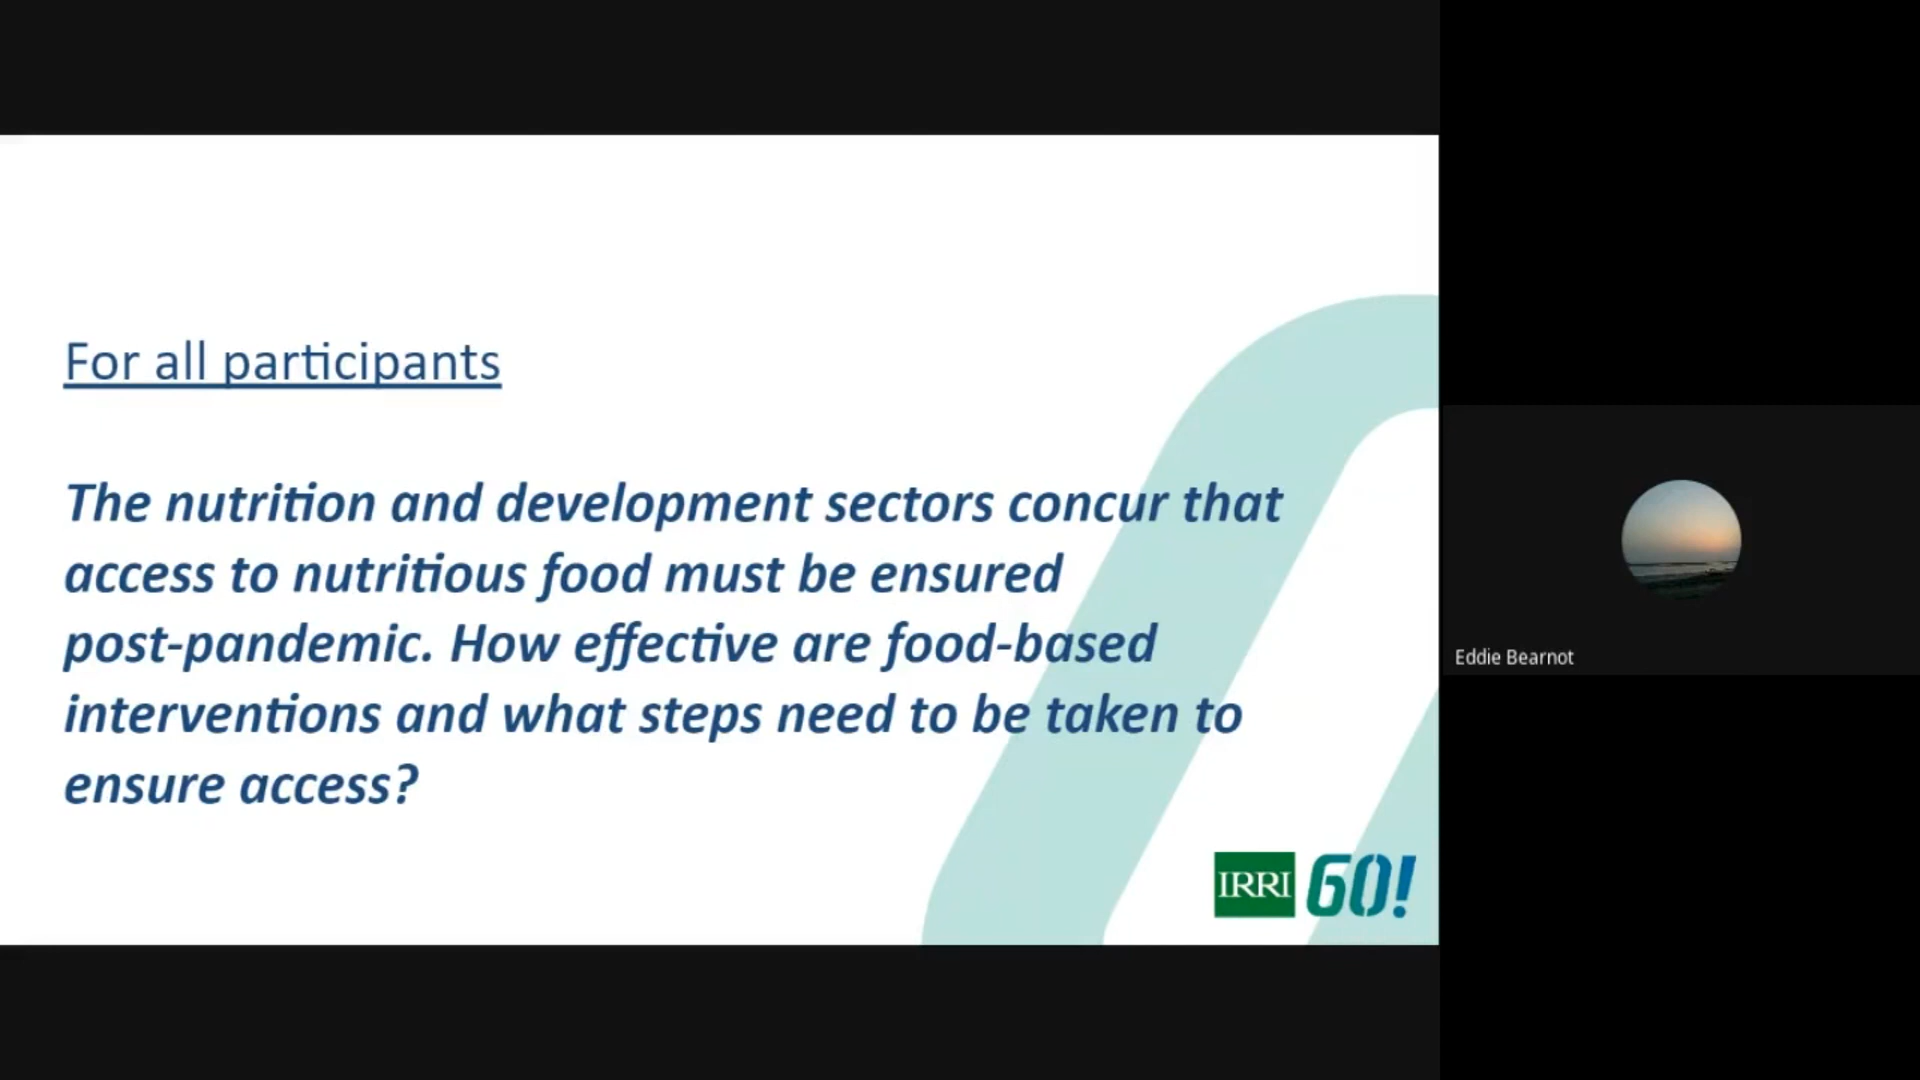 For all participants
The nutrition and development sectors concur that
access to nutritious food must be ensured
post-pandemic. How effective are food-based
interventions and what steps need to be taken to
ensure access?
IRRI 60!
Eddie Bearnot